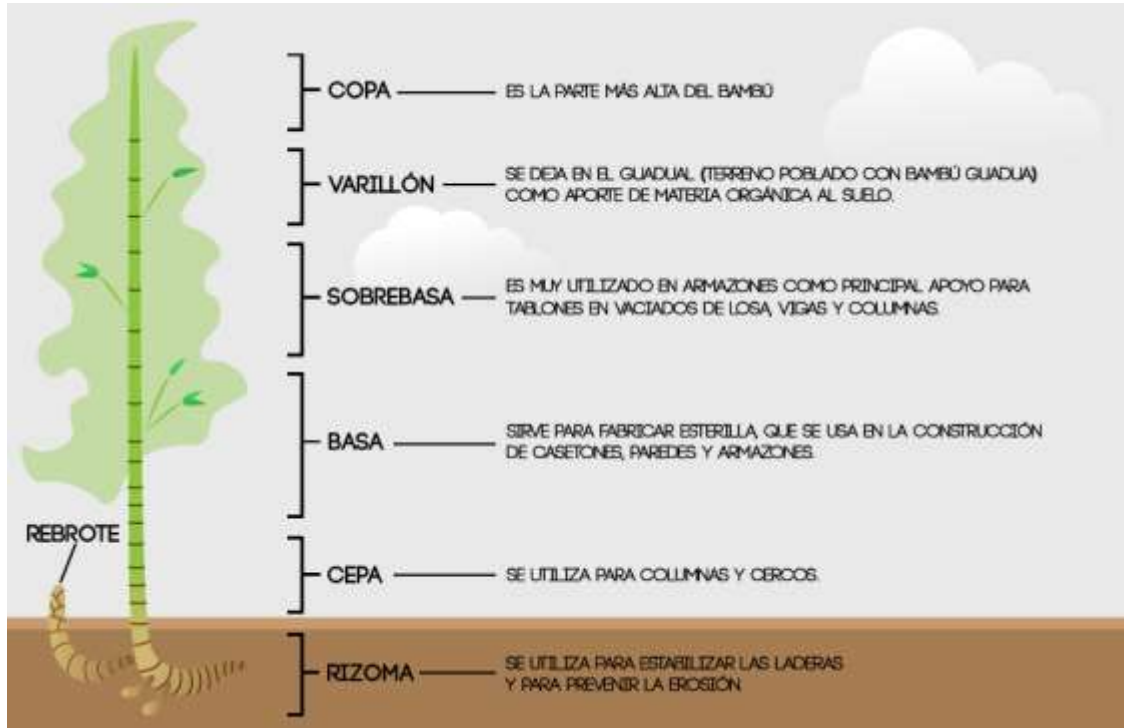 COPA
ES LA PARTE MÁS ALTA DEL BAMBÚ
VARILLÓN
SE DEJA EN EL GUADUAL (TERRENO POBLADO CON BAMBÚ GUADUA)
COMO APORTE DE MATERIA ORGÁNICA AL SUELO.
SOBREBASA
ES MUY UTILIZADO EN ARMAZONES COMO PRINCIPAL APOYO PARA
TABLONES EN VACIADOS DE LOSA, VIGAS Y COLUMNAS.
BASA
SIRVE PARA FABRICAR ESTERILLA, QUE SE USA EN LA CONSTRUCCIÓN
DE CASETONES, PAREDES Y ARMAZONES.
REBROTE
CEPA
SE UTILIZA PARA COLUMNAS Y CERCOS.
RIZOMA
SE UTILIZA PARA ESTABILIZAR LAS LADERAS
Y PARA PREVENIR LA EROSIÓN